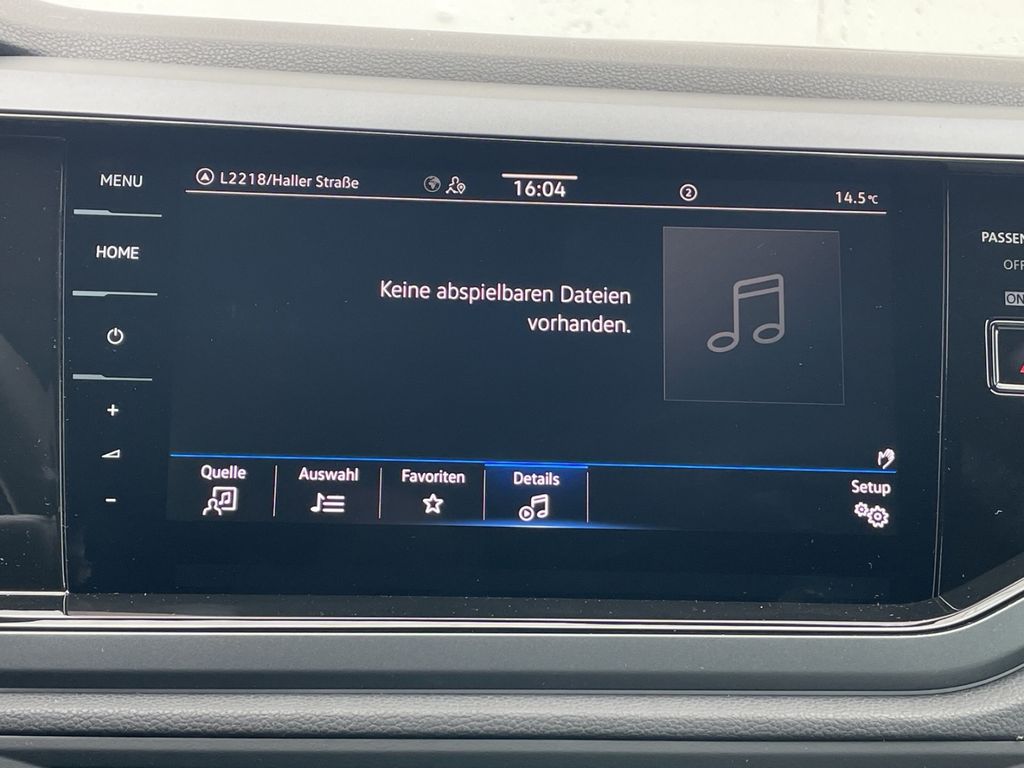 MENU
HOME
+
-
L2218/Haller Straße
16:04
2
14.5°C
Keine abspielbaren Dateien
vorhanden.
Quelle
Auswahl
Favoriten
Details
Setup
OFF
ON